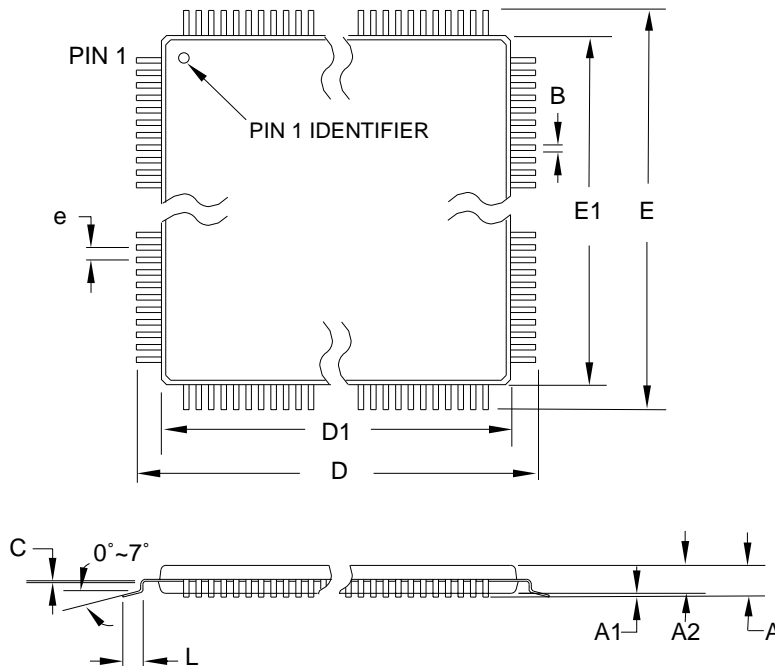 PIN 1
PIN 1 IDENTIFIER
B
e
E1
E
D1
D
C
0˚~7˚
L
A1
A2
A